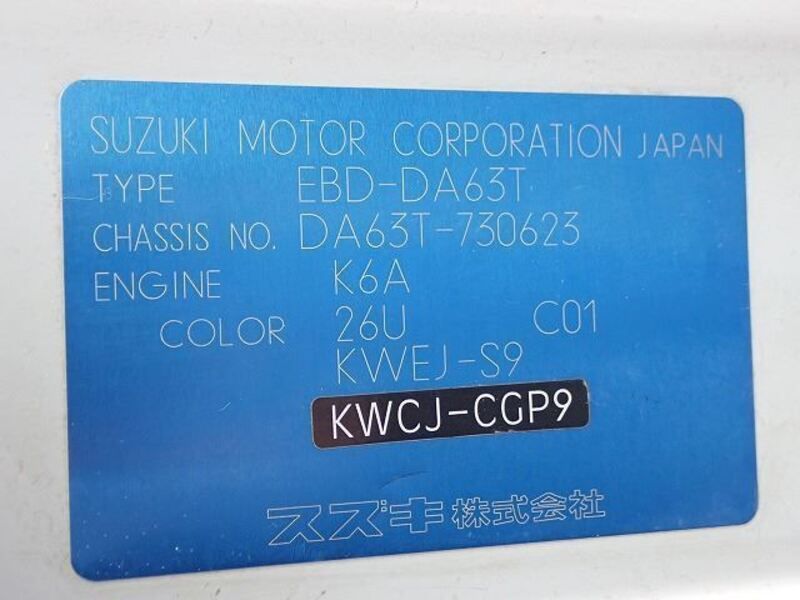 SUZUKI MOTOR CORPORATION JAPAN
TYPE EBD-DA63T
CHASSIS NO. DA63T-730623
ENGINE K6A
COLOR 26U C01
KWEJ-S9
KWCJ-CGP9
スズキ株式会社